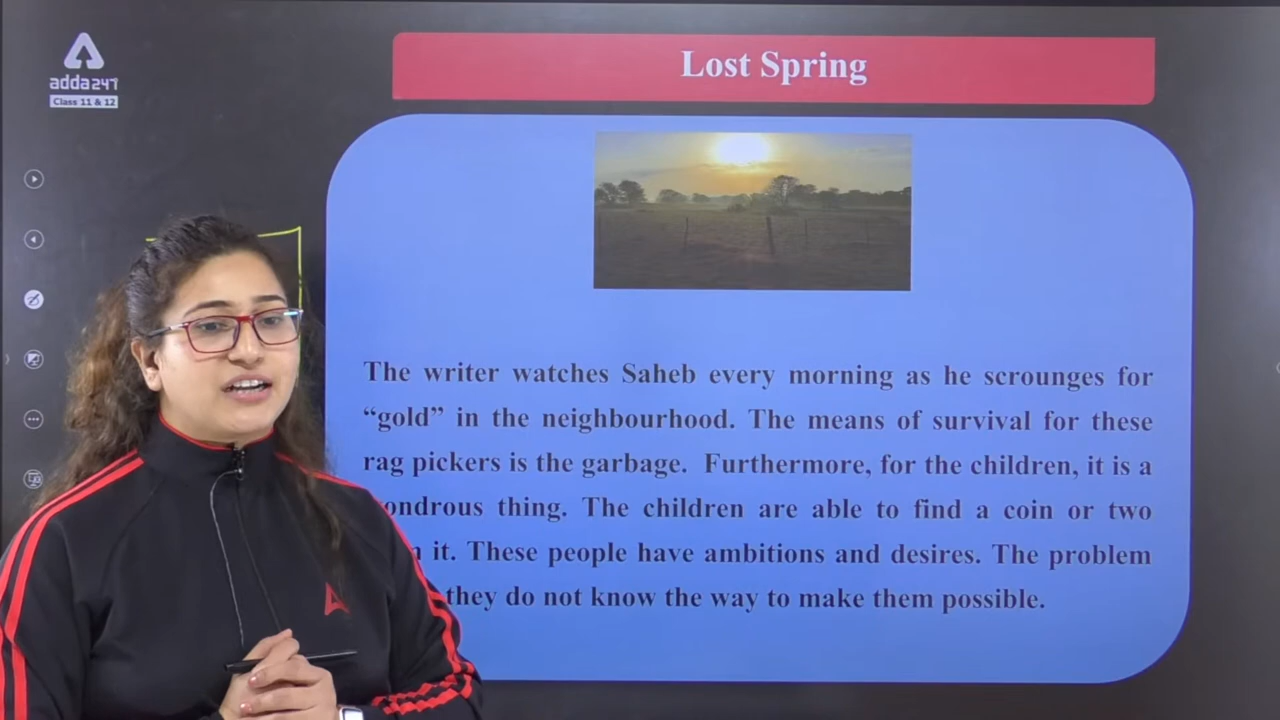 adda247
Class 11 & 12
Lost Spring
The writer watches Saheb every morning as he scrounges for
“gold” in the neighbourhood. The means of survival for these
rag pickers is the garbage. Furthermore, for the children, it is a
ondrous thing. The children are able to find a coin or two
it. These people have ambitions and desires. The problem
they do not know the way to make them possible.